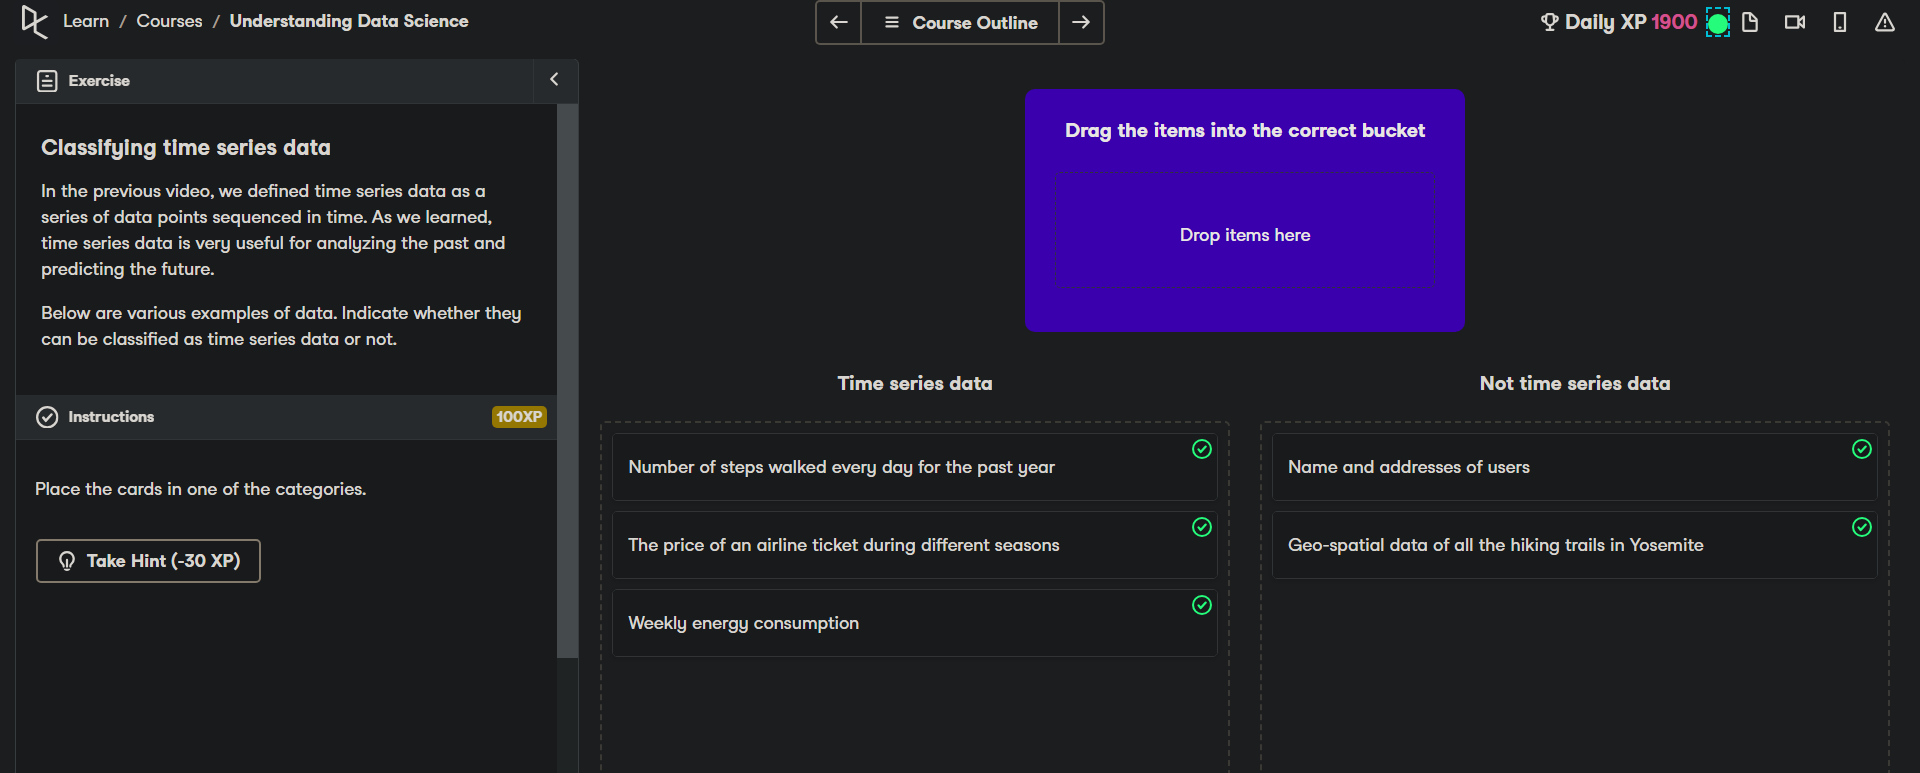 Learn / Courses / Understanding Data Science
Course Outline
Daily XP 1900
Exercise
Classifying time series data
In the previous video, we defined time series data as a
series of data points sequenced in time. As we learned,
time series data is very useful for analyzing the past and
predicting the future.
Below are various examples of data. Indicate whether they
can be classified as time series data or not.
Instructions
100XP
Place the cards in one of the categories.
Take Hint (-30 XP)
Drag the items into the correct bucket
Drop items here
Time series data
Number of steps walked every day for the past year
The price of an airline ticket during different seasons
Weekly energy consumption
Not time series data
Name and addresses of users
Geo-spatial data of all the hiking trails in Yosemite